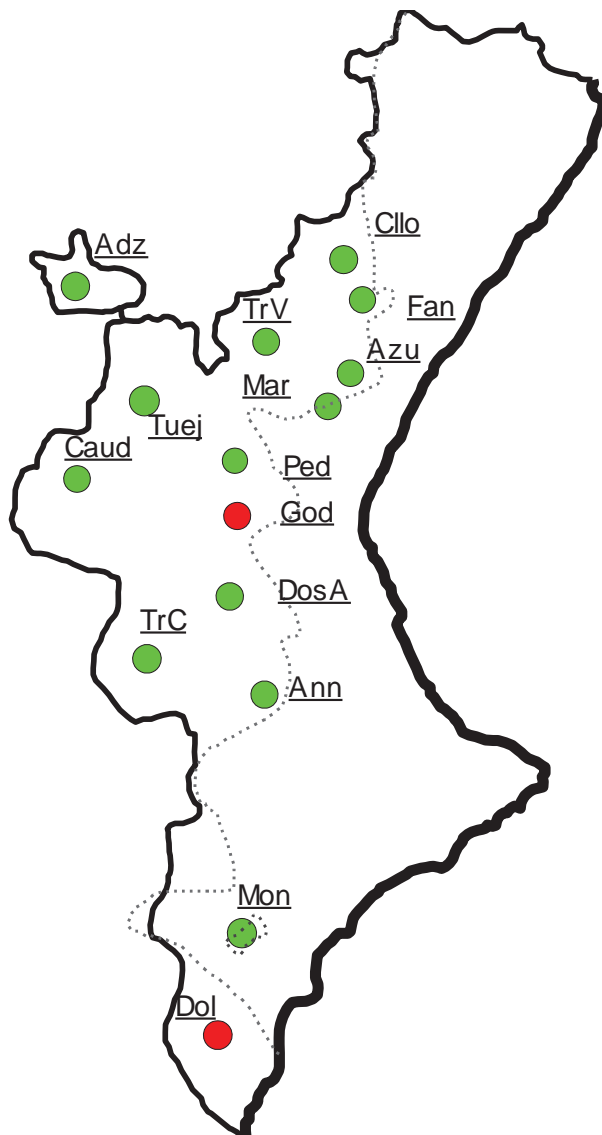 Cllo
Adz
Fan
TrV
Azu
Mar
Tuej
Caud
Ped
God
DosA
TrC
Ann
Mon
Dol